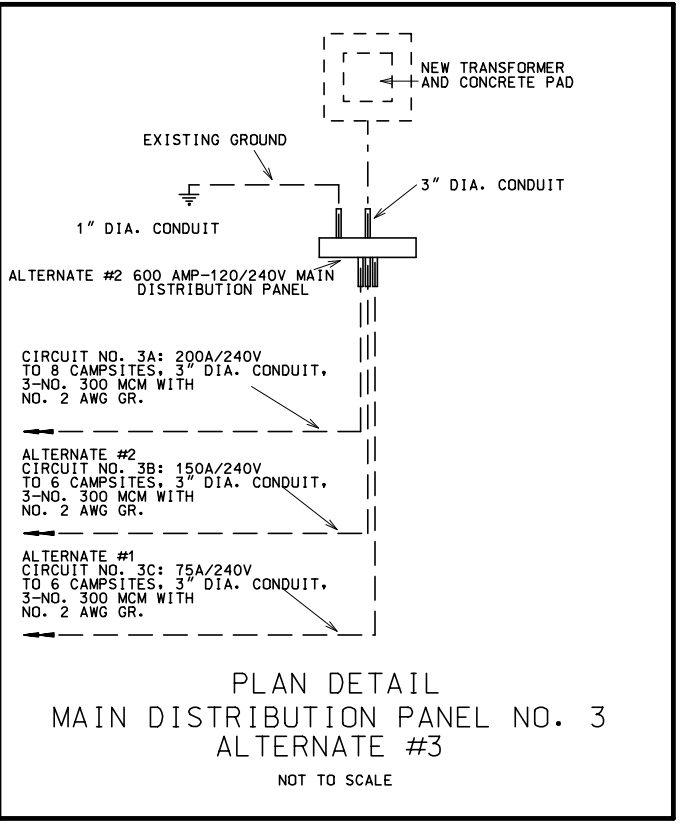 NEW TRANSFORMER
AND CONCRETE PAD
EXISTING GROUND
3" DIA. CONDUIT
1" DIA. CONDUIT
ALTERNATE #2 600 AMP-120/240V MAIN
DISTRIBUTION PANEL
CIRCUIT NO. 3A: 200A/240V
TO 8 CAMPSITES, 3" DIA. CONDUIT,
3-NO. 300 MCM WITH
NO. 2 AWG GR.
ALTERNATE #2
CIRCUIT NO. 3B: 150A/240V
TO 6 CAMPSITES, 3" DIA. CONDUIT,
3-NO. 300 MCM WITH
NO. 2 AWG GR.
ALTERNATE #1
CIRCUIT NO. 3C: 75A/240V
TO 6 CAMPSITES, 3" DIA. CONDUIT,
3-NO. 300 MCM WITH
NO. 2 AWG GR.
PLAN DETAIL
MAIN DISTRIBUTION PANEL NO. 3
ALTERNATE #3
NOT TO SCALE